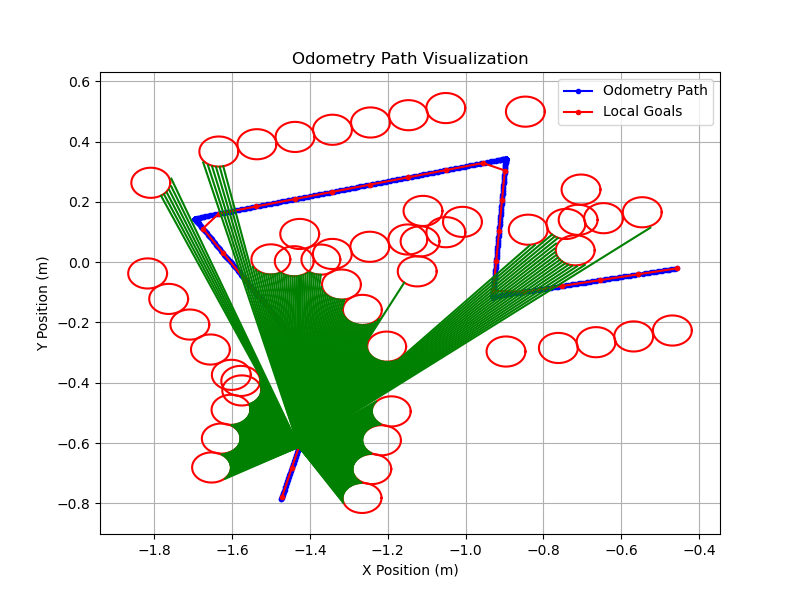 Odometry Path Visualization
Odometry Path
Local Goals
0.6
0.4
0.2
0.0
−0.2
−0.4
−0.6
−0.8
Y Position (m)
−1.8 −1.6 −1.4 −1.2 −1.0 −0.8 −0.6 −0.4
X Position (m)